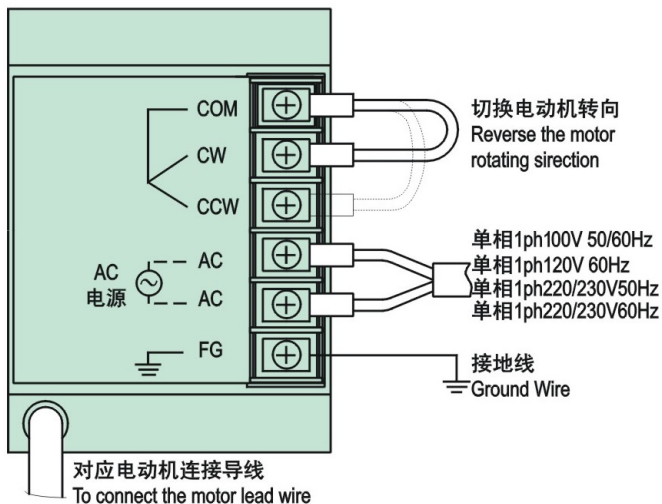 COM
CW
CCW
AC
AC
AC
电源
FG
切换电动机转向
Reverse the motor
rotating sirection
单相1ph100V 50/60Hz
单相1ph120V 60Hz
单相1ph220/230V50Hz
单相1ph220/230V60Hz
接地线
Ground Wire
对应电动机连接导线
To connect the motor lead wire